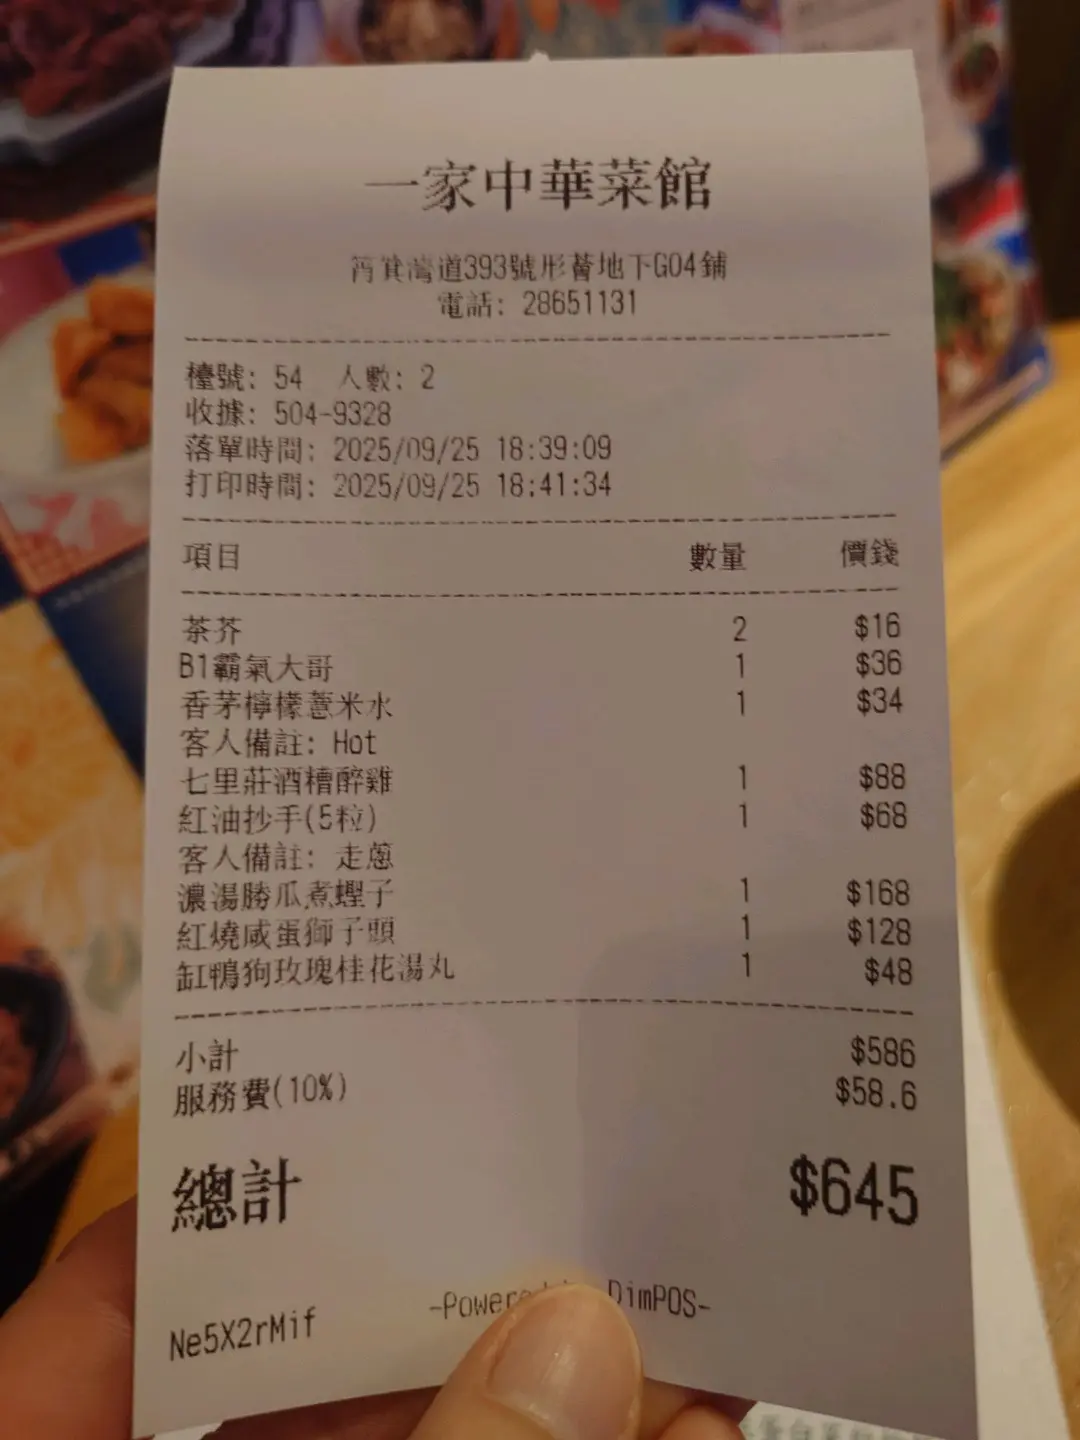 一家中華菜館
筲箕灣道393號形薈地下G04鋪
電話: 28651131
檯號: 54 人數: 2
收據: 504-9328
落單時間: 2025/09/25 18:39:09
打印時間: 2025/09/25 18:41:34
項目 數量 價錢
茶芥 2 $16
B1霸氣大哥 1 $36
香茅檸檬薏米水 1 $34
客人備註: Hot
七里莊酒糟醉雞 1 $88
紅油抄手(5粒) 1 $68
客人備註: 走蔥
濃湯勝瓜煮蟶子 1 $168
紅燒咸蛋獅子頭 1 $128
缸鴨狗玫瑰桂花湯丸 1 $48
小計 $586
服務費(10%) $58.6
總計 $645
-Powered DimPOS-
Ne5X2rMif